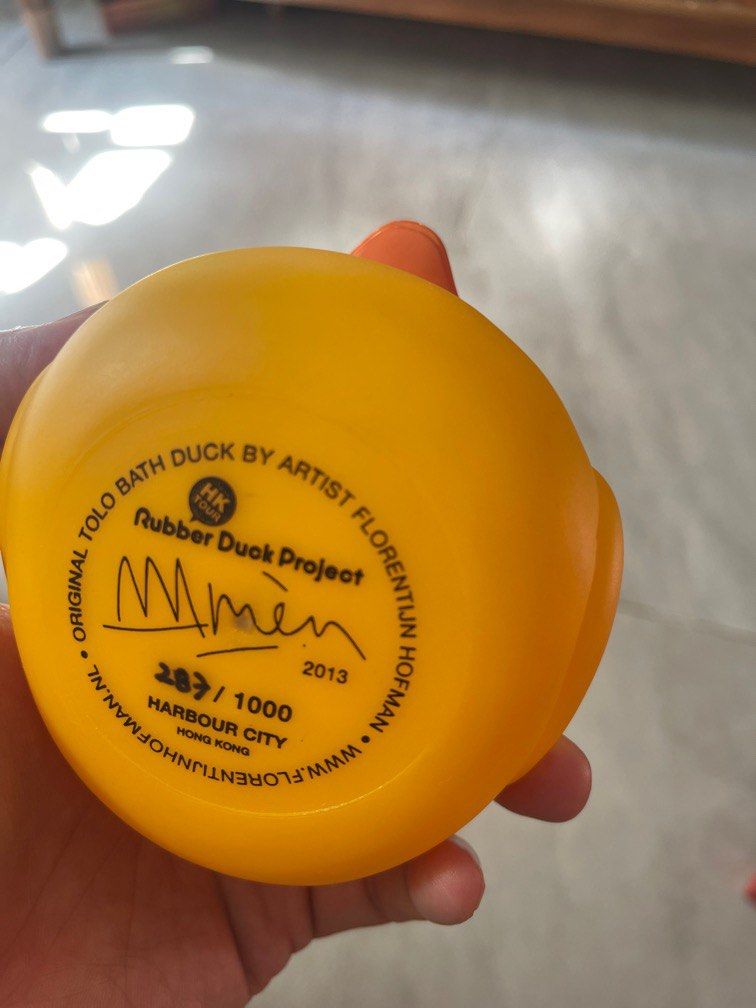 • ORIGINAL TOLO BATH DUCK BY ARTIST FLORENTIJN HOFMAN • WWW.FLORENTIJNHOFMAN.NL
HK
TOUR
Rubber Duck Project
2013
287/1000
HARBOUR CITY
HONG KONG